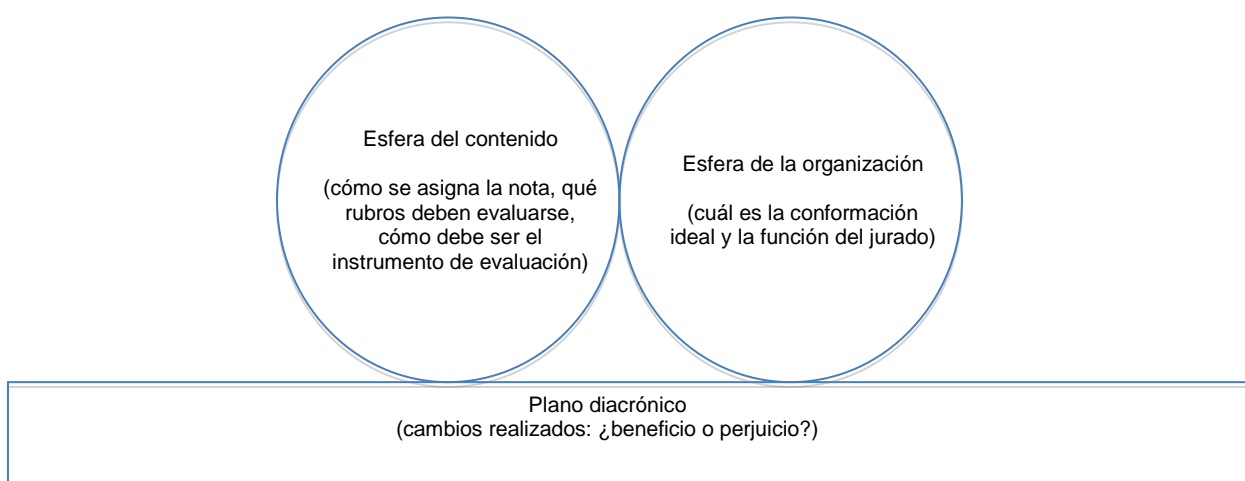 Esfera del contenido
(cómo se asigna la nota, qué
rubros deben evaluarse,
cómo debe ser el
instrumento de evaluación)
Esfera de la organización
(cuál es la conformación
ideal y la función del jurado)
Plano diacrónico
(cambios realizados: ¿beneficio o perjuicio?)